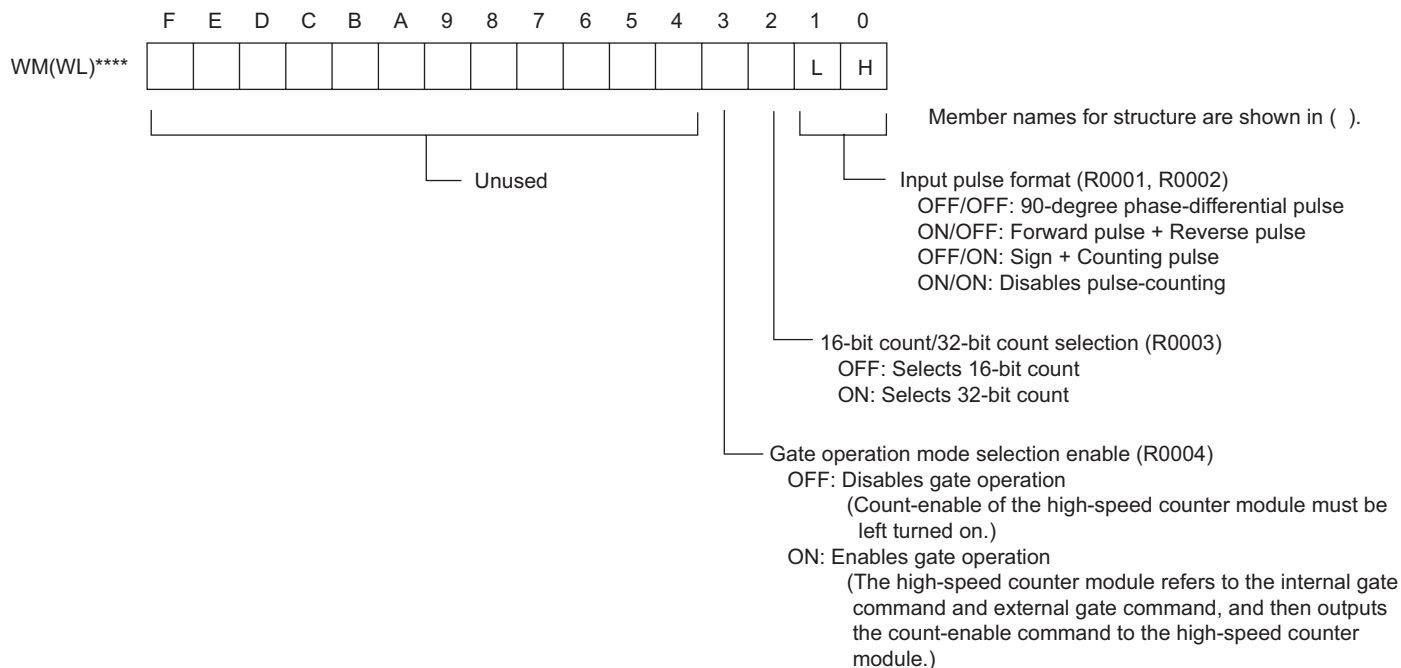 F E D C B A 9 8 7 6 5 4 3 2 1 0
WM(WL)**** L H
Member names for structure are shown in ( ).
Unused
Input pulse format (R0001, R0002)
OFF/OFF: 90-degree phase-differential pulse
ON/OFF: Forward pulse + Reverse pulse
OFF/ON: Sign + Counting pulse
ON/ON: Disables pulse-counting
16-bit count/32-bit count selection (R0003)
OFF: Selects 16-bit count
ON: Selects 32-bit count
Gate operation mode selection enable (R0004)
OFF: Disables gate operation
(Count-enable of the high-speed counter module must be
left turned on.)
ON: Enables gate operation
(The high-speed counter module refers to the internal gate
command and external gate command, and then outputs
the count-enable command to the high-speed counter
module.)